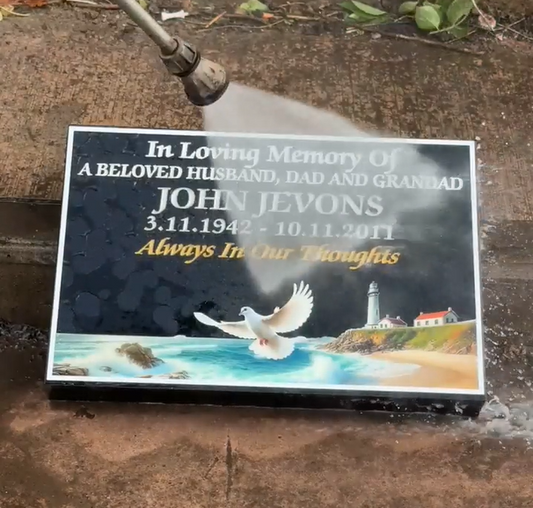 In Loving Memory Of
A BELOVED HUSBAND, DAD AND GRANDAD
JOHN JEVONS
3.11.1942 - 10.11.2011
Always In Our Thoughts